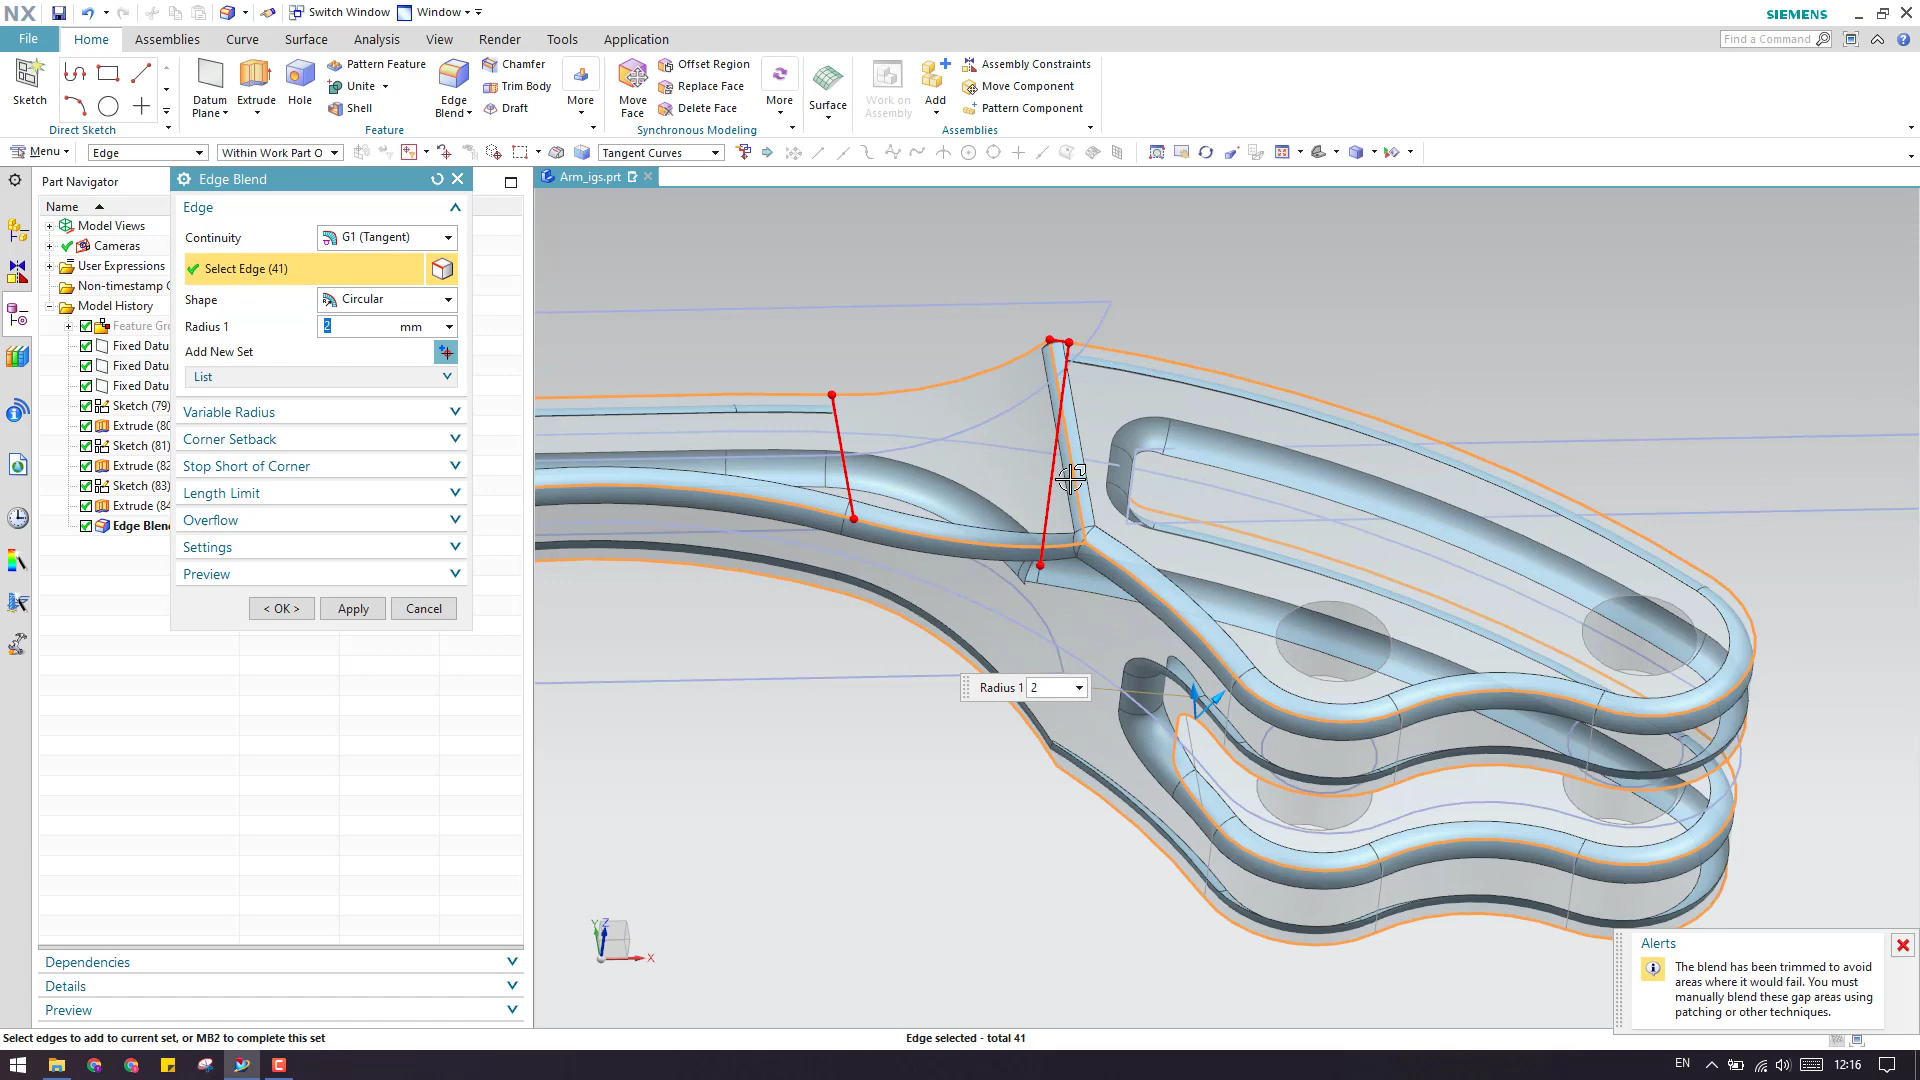 NX
Switch Window
Window
SIEMENS
File
Home
Assemblies
Curve
Surface
Analysis
View
Render
Tools
Application
Find a Command
Sketch
Direct Sketch
Datum Plane
Extrude
Hole
Pattern Feature
Unite
Shell
Edge Blend
Chamfer
Trim Body
Draft
More
Feature
Move Face
Offset Region
Replace Face
Delete Face
More
Synchronous Modeling
Surface
Work on Assembly
Add
Assembly Constraints
Move Component
Pattern Component
Assemblies
Menu
Edge
Within Work Part O
Tangent Curves
Part Navigator
Name
Model Views
Cameras
User Expressions
Non-timestamp
Model History
Feature Gr
Fixed Datu
Fixed Datu
Fixed Datu
Sketch (79)
Extrude (80
Sketch (81)
Extrude (82
Sketch (83)
Extrude (84
Edge Blen
Edge Blend
Edge
Continuity
G1 (Tangent)
Select Edge (41)
Shape
Circular
Radius 1
2
mm
Add New Set
List
Variable Radius
Corner Setback
Stop Short of Corner
Length Limit
Overflow
Settings
Preview
< OK >
Apply
Cancel
Arm_igs.prt
Radius 1
2
Y
Z
X
Alerts
The blend has been trimmed to avoid
areas where it would fail. You must
manually blend these gap areas using
patching or other techniques.
Dependencies
Details
Preview
Select edges to add to current set, or MB2 to complete this set
Edge selected - total 41
EN
12:16